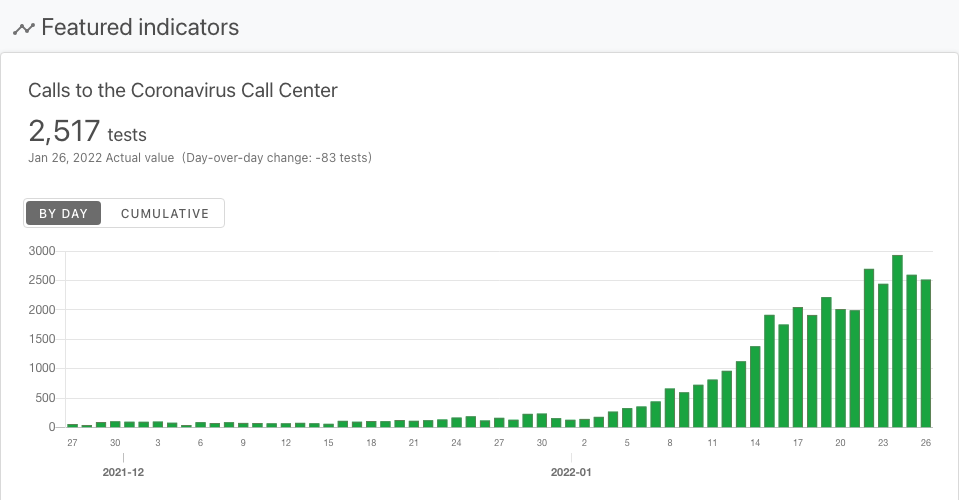 Featured indicators
Calls to the Coronavirus Call Center
2,517 tests
Jan 26, 2022 Actual value (Day-over-day change: -83 tests)
BY DAY CUMULATIVE
3000
2500
2000
1500
1000
500
0
27 30 3 6 9 12 15 18 21 24 27 30 2 5 8 11 14 17 20 23 26
2021-12 2022-01